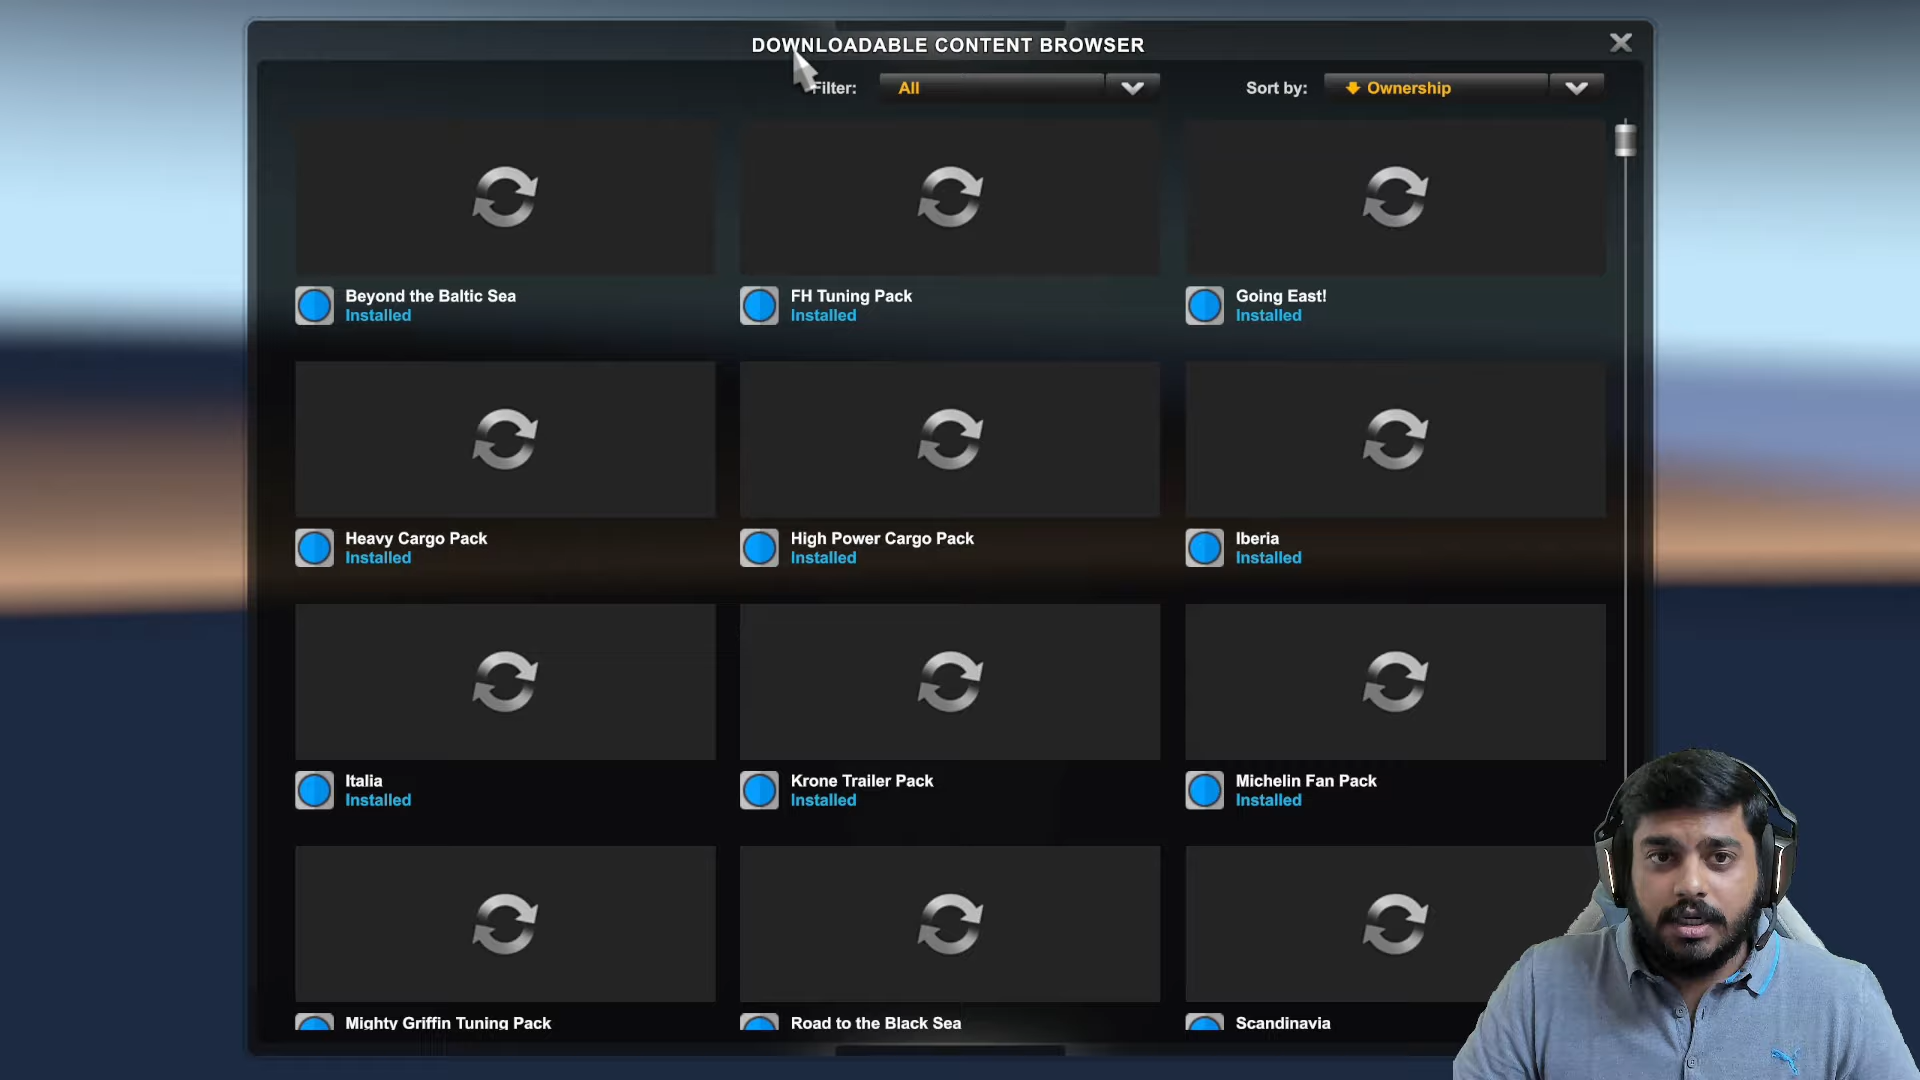 DOWNLOADABLE CONTENT BROWSER
Filter: All Sort by: Ownership
Beyond the Baltic Sea
Installed
FH Tuning Pack
Installed
Going East!
Installed
Heavy Cargo Pack
Installed
High Power Cargo Pack
Installed
Iberia
Installed
Italia
Installed
Krone Trailer Pack
Installed
Michelin Fan Pack
Installed
Mighty Griffin Tuning Pack
Road to the Black Sea
Scandinavia